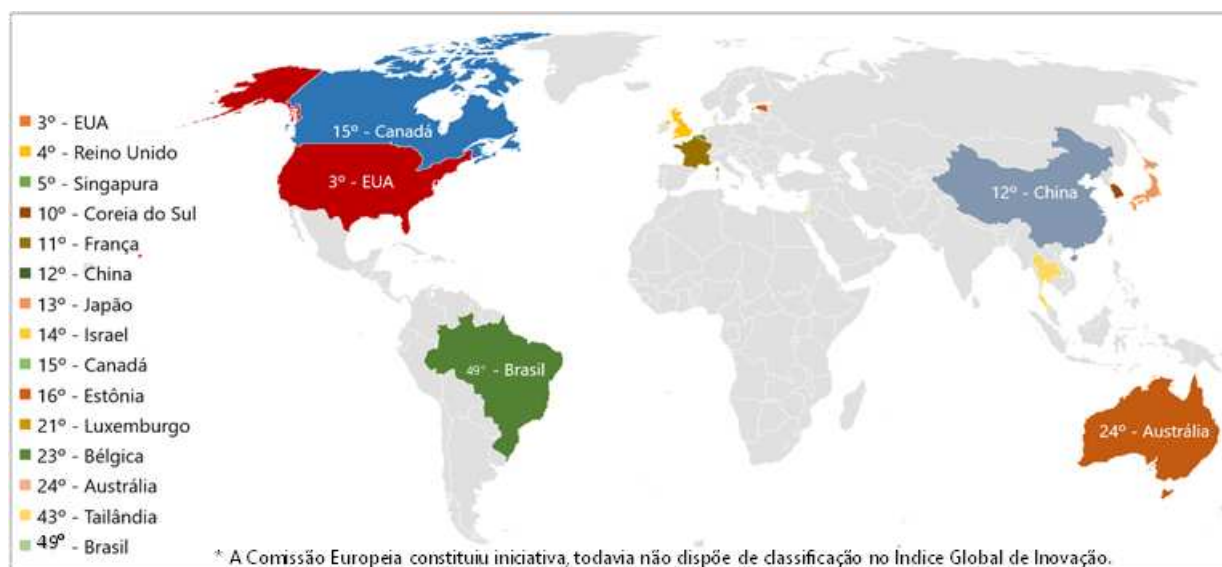 3º - EUA
4º - Reino Unido
5º - Singapura
10º - Coreia do Sul
11º - França
12º - China
13º - Japão
14º - Israel
15º - Canadá
16º - Estônia
21º - Luxemburgo
23º - Bélgica
24º - Austrália
43º - Tailândia
49º - Brasil
15º - Canadá
3º - EUA
12º - China
49º - Brasil
24º - Austrália
* A Comissão Europeia constituiu iniciativa, todavia não dispõe de classificação no Índice Global de Inovação.